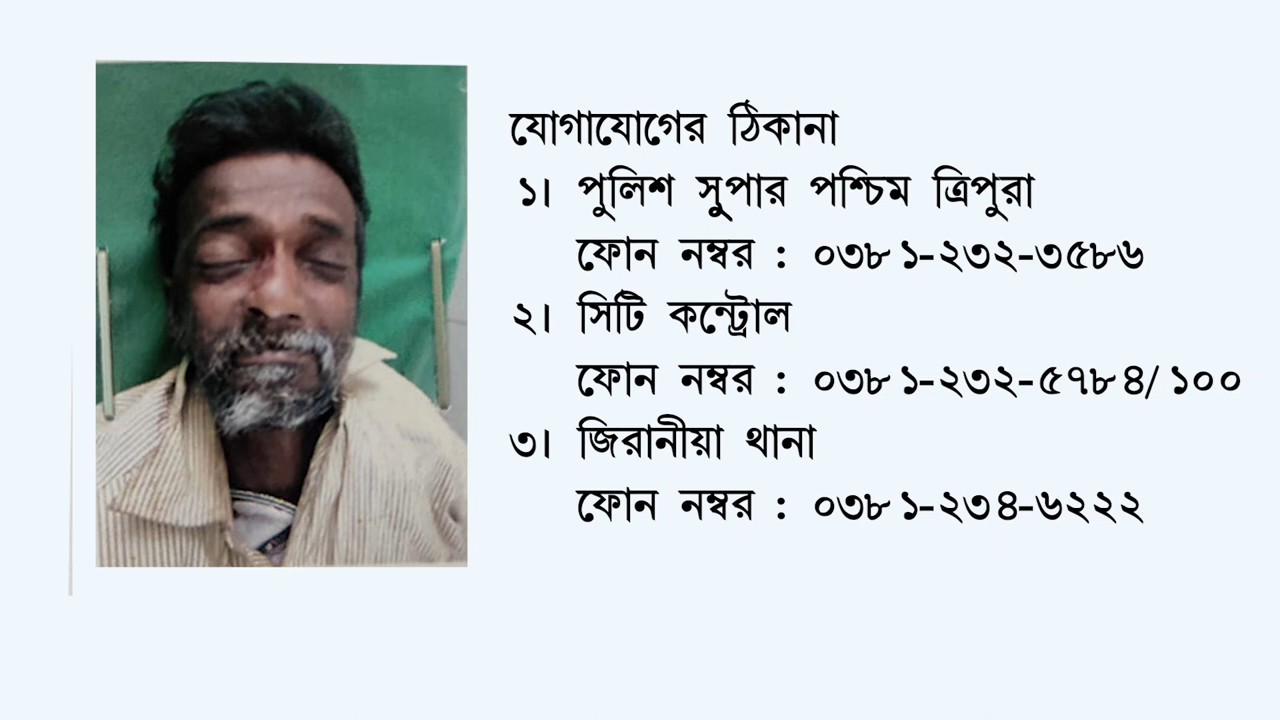 যোগাযোগের ঠিকানা
১। পুলিশ সুপার পশ্চিম ত্রিপুরা
ফোন নম্বর : ০৩৮১-২৩২-৩৫৮৬
২। সিটি কন্ট্রোল
ফোন নম্বর : ০৩৮১-২৩২-৫৭৮৪/১০০
৩। জিরানীয়া থানা
ফোন নম্বর : ০৩৮১-২৩৪-৬২২২